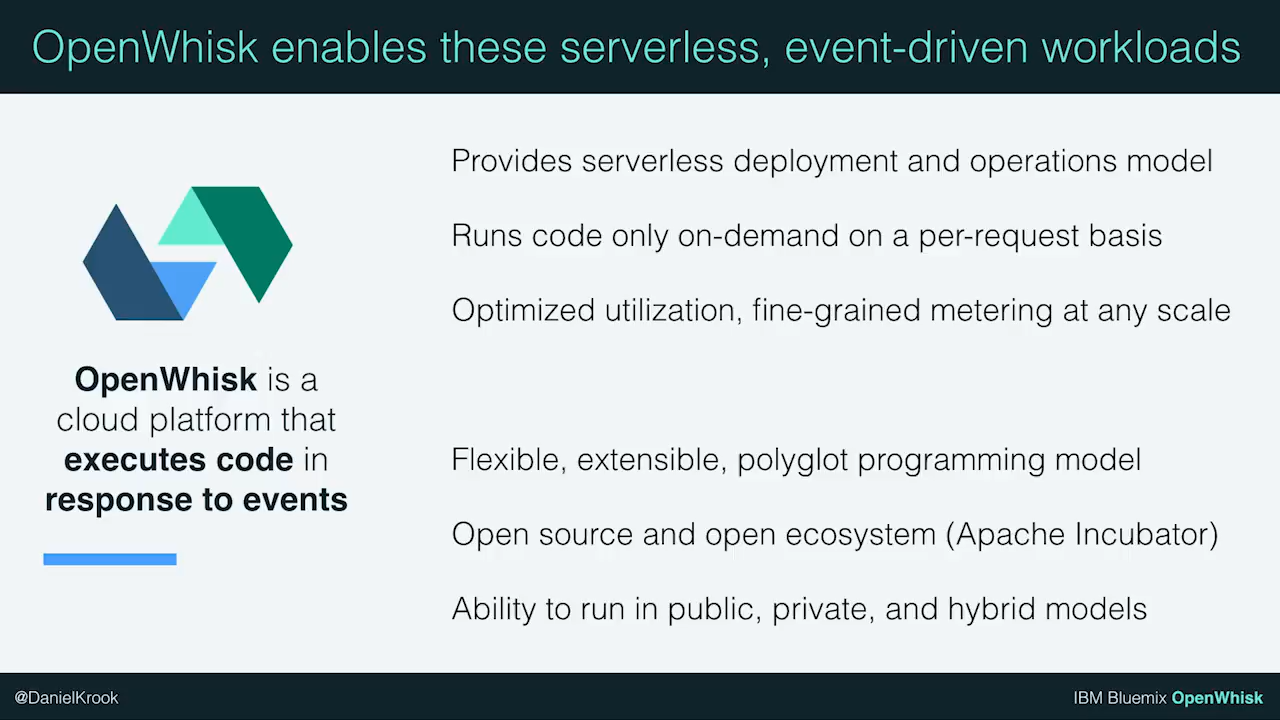 OpenWhisk enables these serverless, event-driven workloads
OpenWhisk is a
cloud platform that
executes code in
response to events
Provides serverless deployment and operations model
Runs code only on-demand on a per-request basis
Optimized utilization, fine-grained metering at any scale
Flexible, extensible, polyglot programming model
Open source and open ecosystem (Apache Incubator)
Ability to run in public, private, and hybrid models
@DanielKrook
IBM Bluemix OpenWhisk